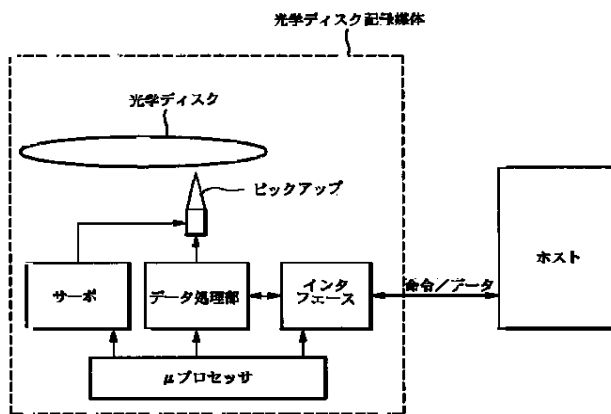 光学ディスク記録媒体
光学ディスク
ピックアップ
サーボ
データ処理部
インタ
フェース
命令／データ
ホスト
μプロセッサ